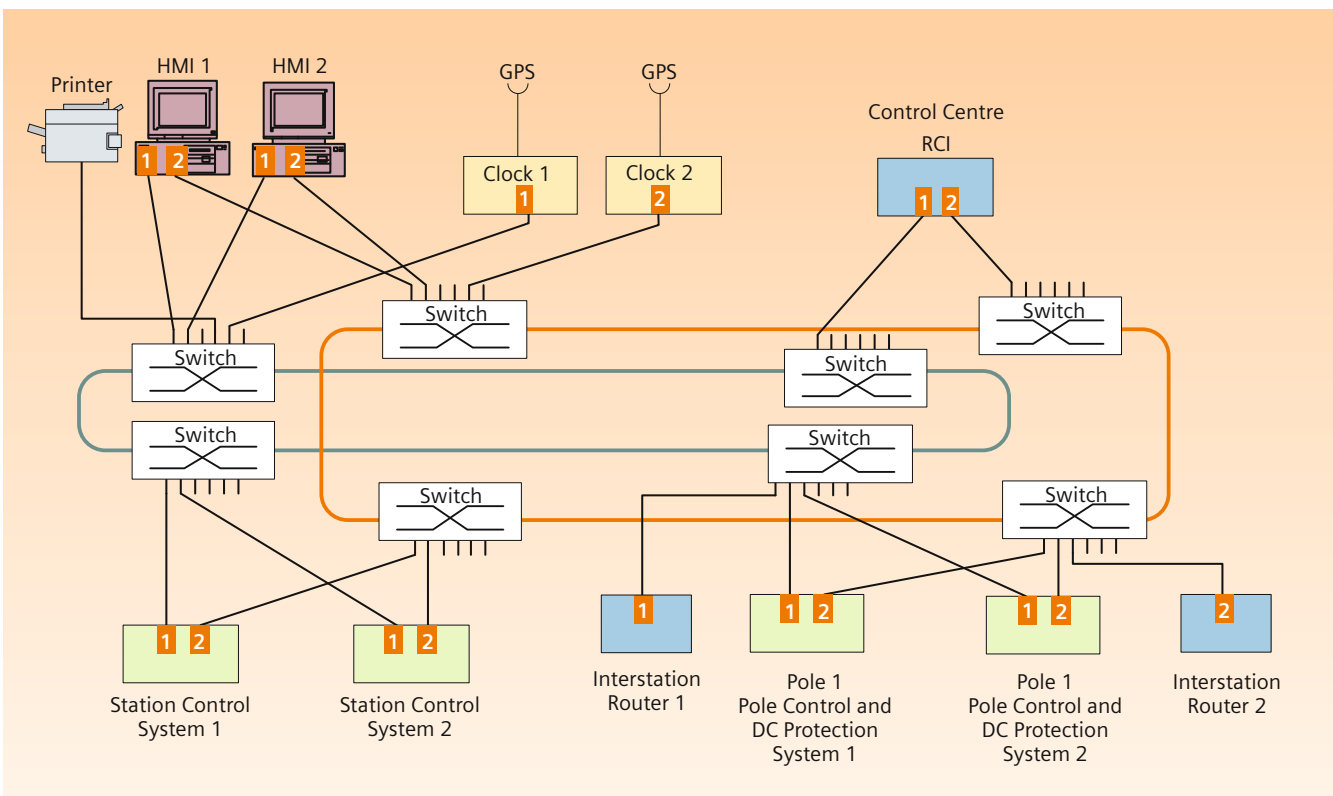 Printer
HMI 1
HMI 2
GPS
GPS
Control Centre
RCI
1 2
1 2
Clock 1
1
Clock 2
2
1 2
Switch
Switch
Switch
Switch
Switch
Switch
Switch
Switch
1 2
Station Control
System 1
1 2
Station Control
System 2
1
Interstation
Router 1
1 2
Pole 1
Pole Control and
DC Protection
System 1
1 2
Pole 1
Pole Control and
DC Protection
System 2
2
Interstation
Router 2